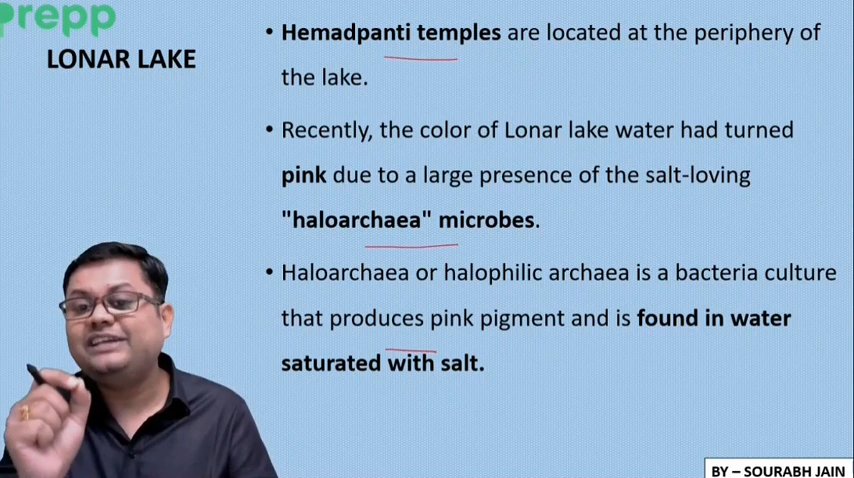 prepp
LONAR LAKE
• Hemadpanti temples are located at the periphery of
the lake.
• Recently, the color of Lonar lake water had turned
pink due to a large presence of the salt-loving
"haloarchaea" microbes.
• Haloarchaea or halophilic archaea is a bacteria culture
that produces pink pigment and is found in water
saturated with salt.
BY – SOURABH JAIN